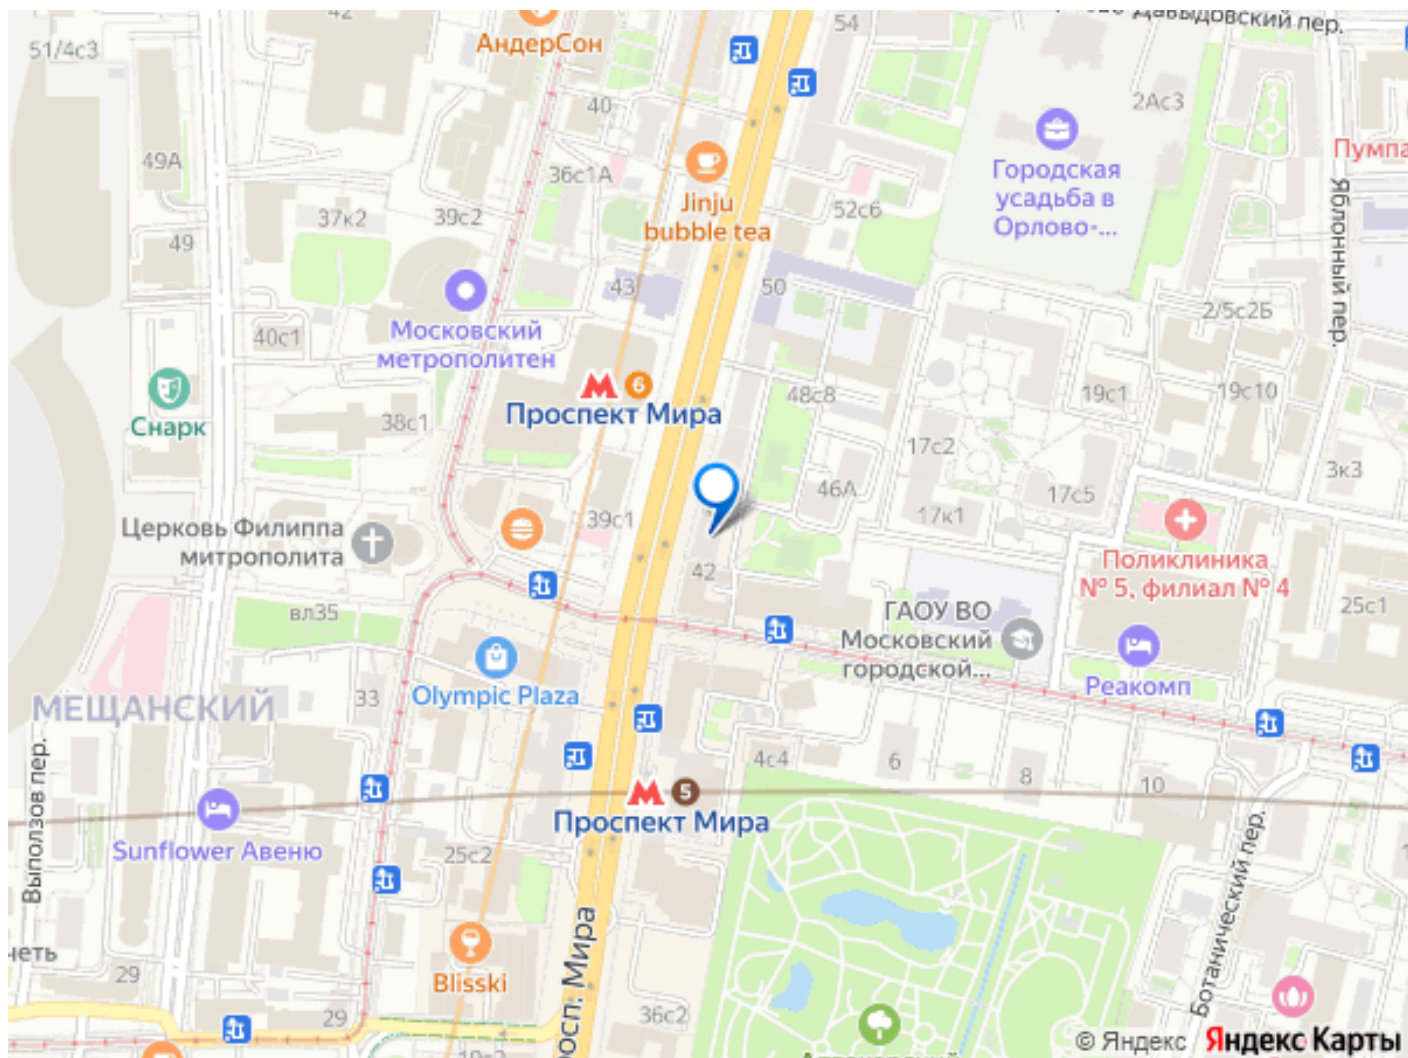 54
Давыдовский пер.
42
51/4с3
АндерСон
40
2Ас3
49А
36с1А
Jinju
bubble tea
Городская
усадьба в
Орлово-...
Пумпа
37к2
39с2
52с6
49
43
50
Яблонный пер.
2/5с2Б
40с1
Московский
метрополитен
6
Проспект Мира
48с8
19с1
19с10
Снарк
38с1
17с2
3к3
46А
17с5
39с1
17к1
Церковь Филиппа
митрополита
42
Поликлиника
№ 5, филиал № 4
вл35
ГАОУ ВО
Московский
городской...
25с1
Olympic Plaza
33
Реакомп
МЕЩАНСКИЙ
4с4
6
8
10
5
Проспект Мира
Выползов пер.
Sunflower Авеню
25с2
Ботанический пер.
просп. Мира
четь
29
Blisski
29
36с2
19с2
© Яндекс Яндекс Карты